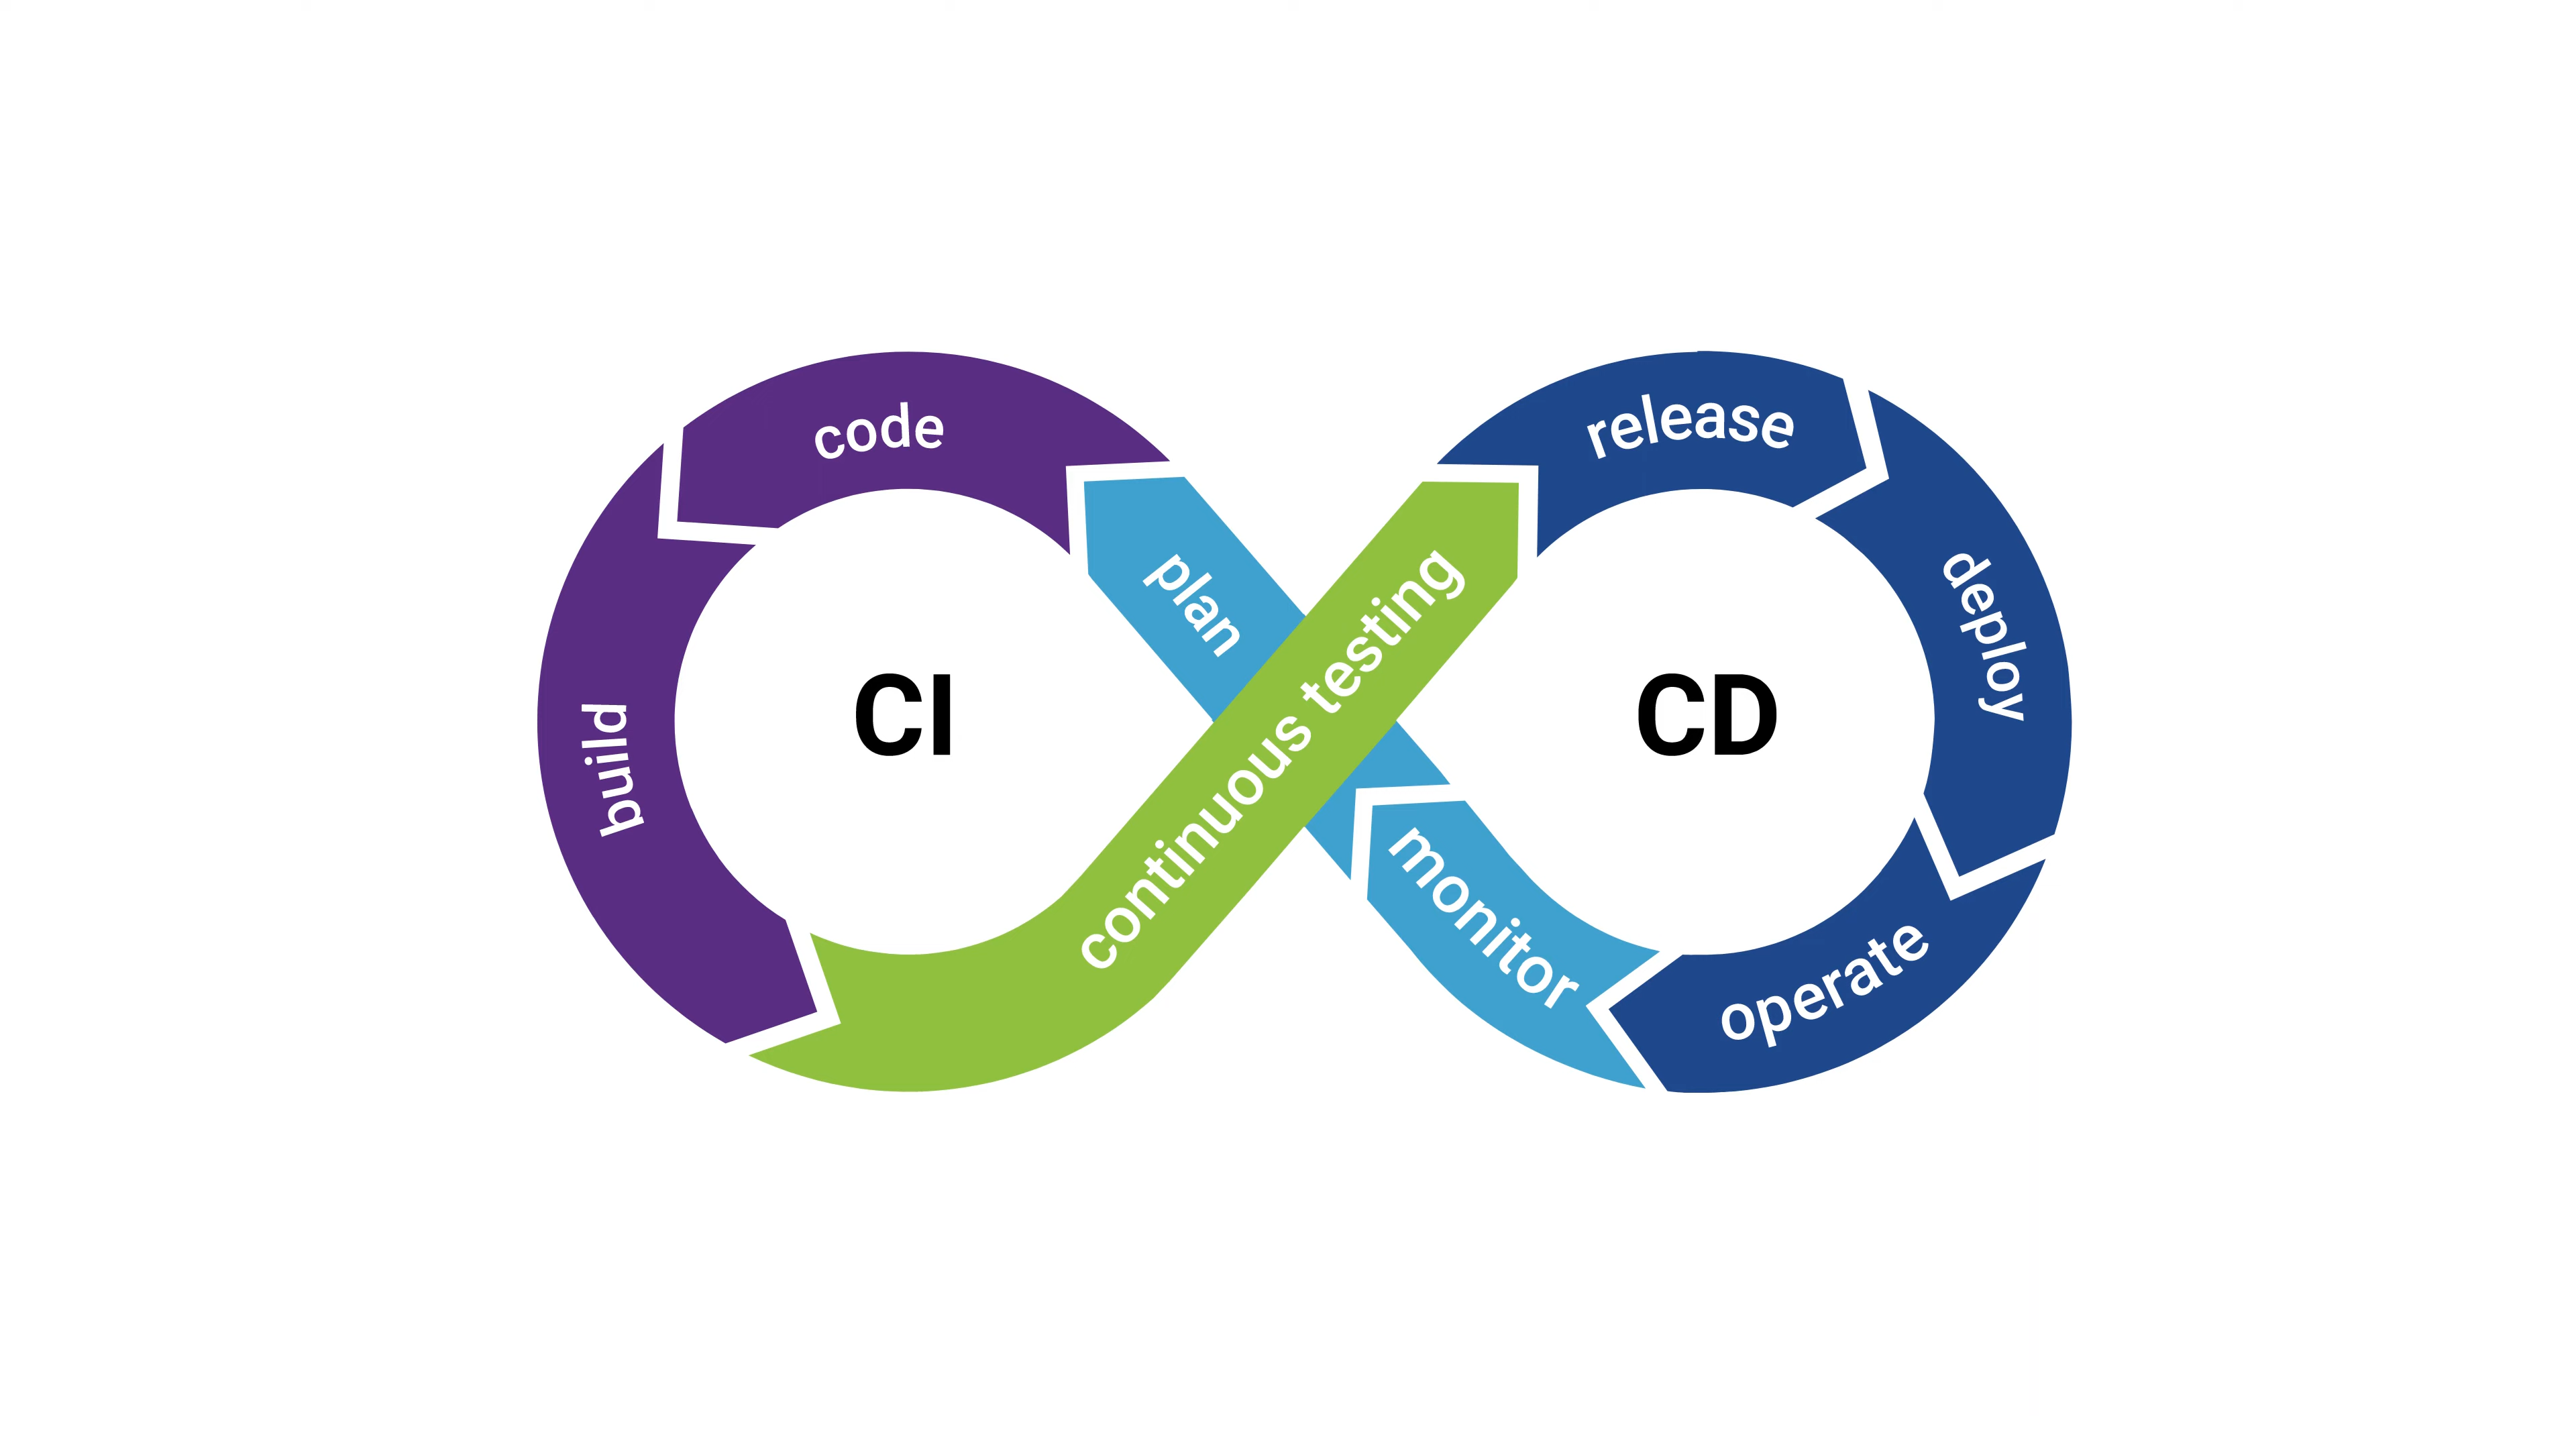 code
release
plan
deploy
CI
CD
build
continuous testing
monitor
operate